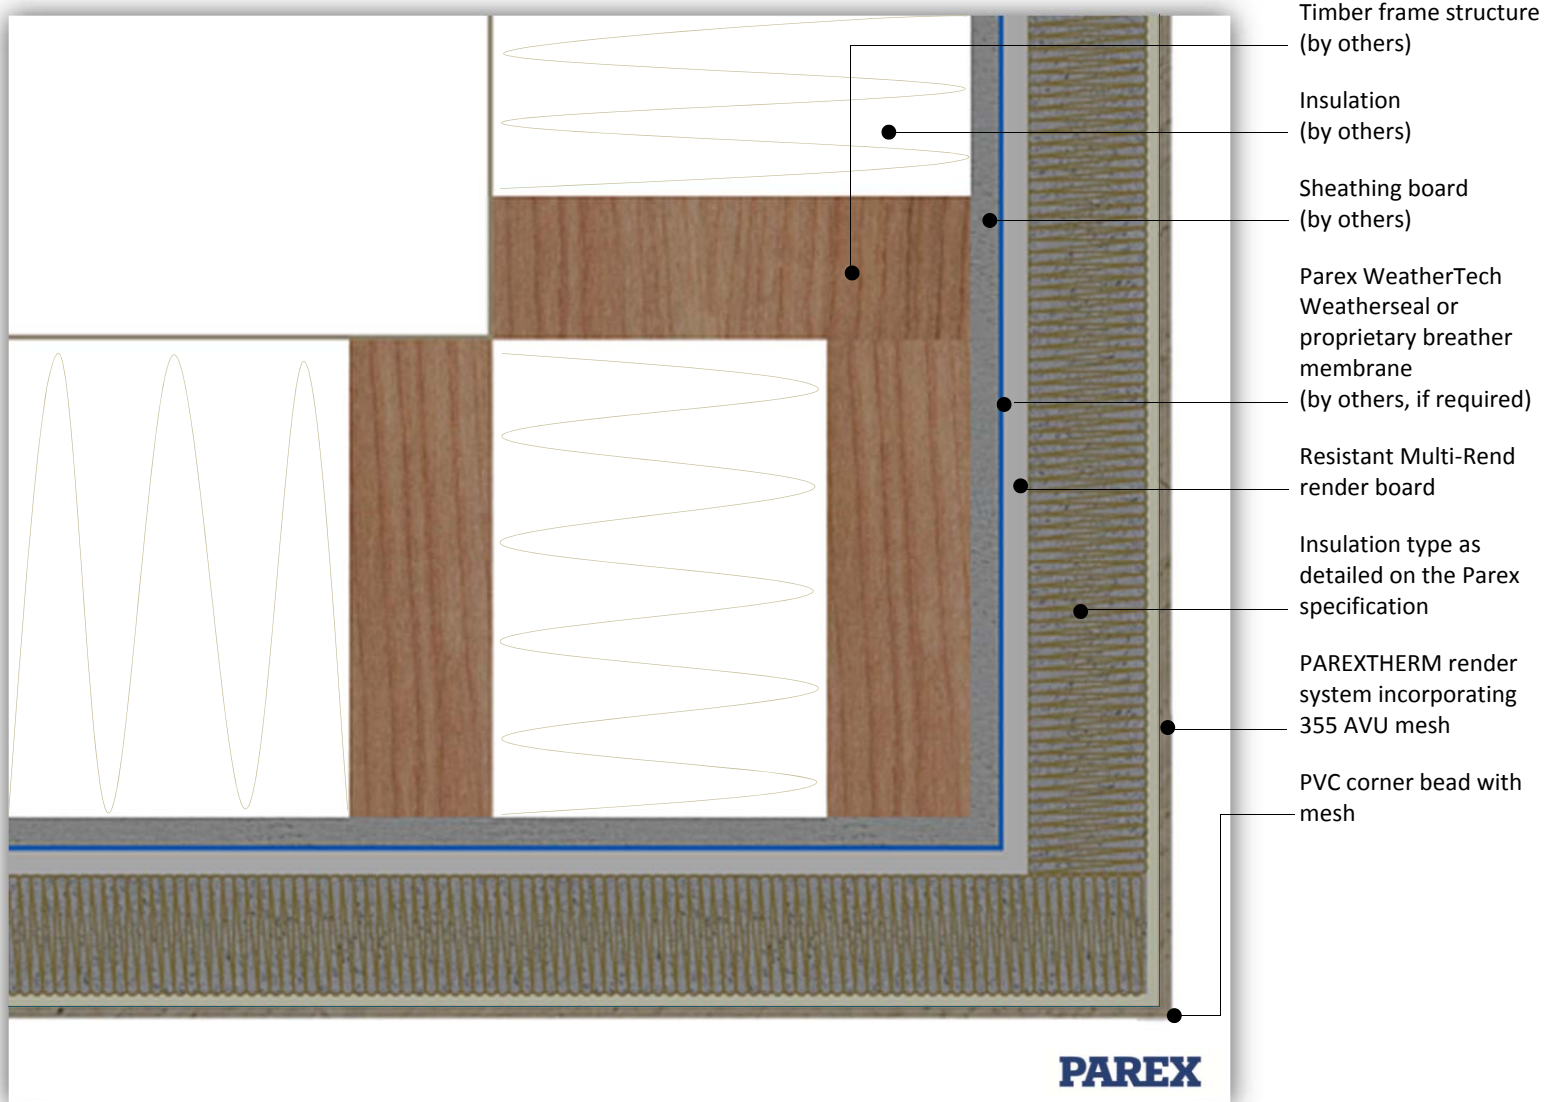 Timber frame structure
(by others)
Insulation
(by others)
Sheathing board
(by others)
Parex WeatherTech
Weatherseal or
proprietary breather
membrane
(by others, if required)
Resistant Multi-Rend
render board
Insulation type as
detailed on the Parex
specification
PAREXTHERM render
system incorporating
355 AVU mesh
PVC corner bead with
mesh
PAREX